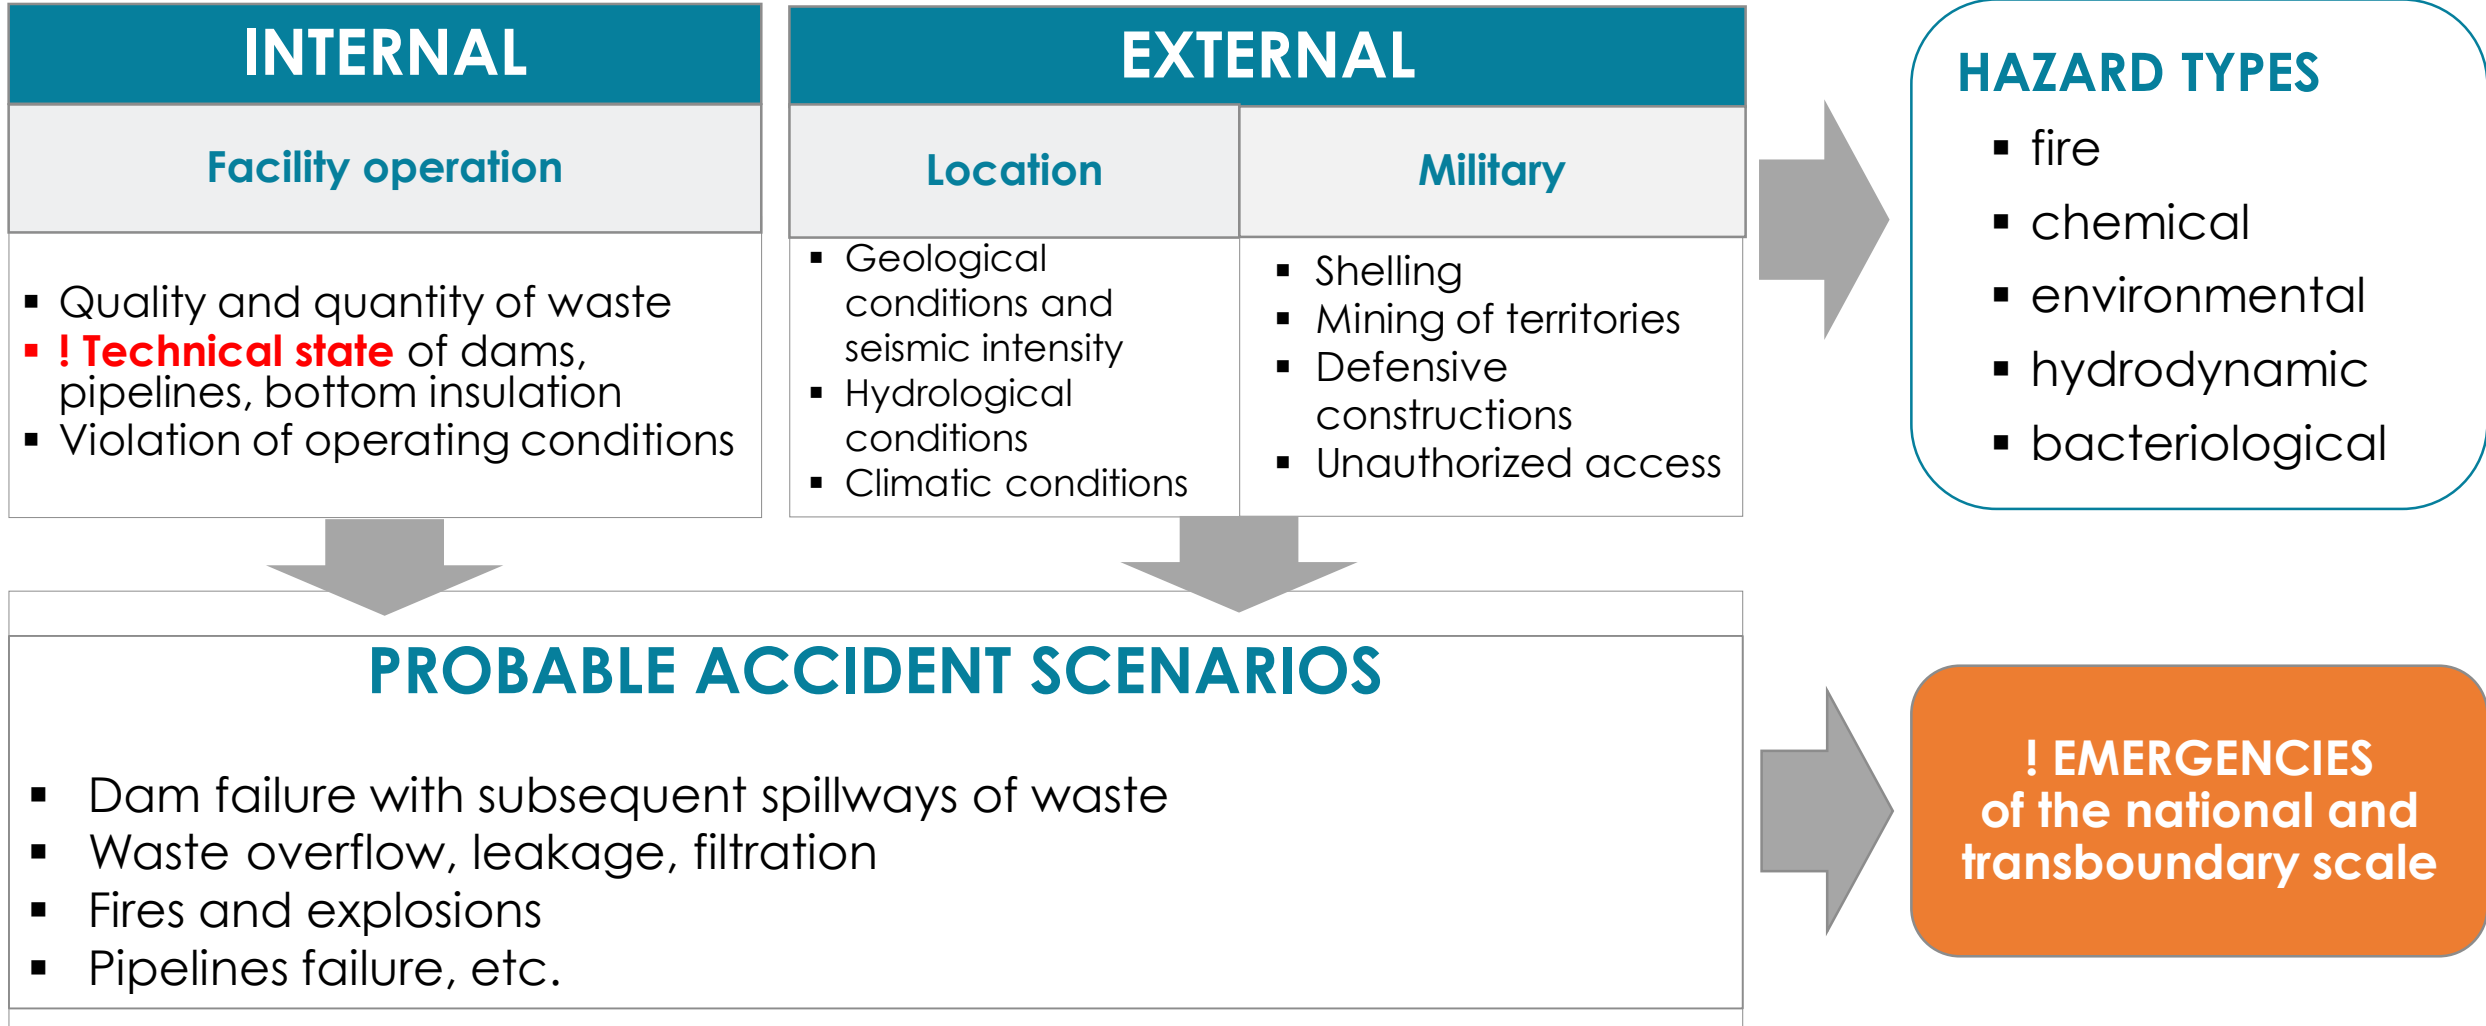 INTERNAL
Facility operation
▪ Quality and quantity of waste
▪ ! Technical state of dams,
pipelines, bottom insulation
▪ Violation of operating conditions
EXTERNAL
Location
▪ Geological
conditions and
seismic intensity
▪ Hydrological
conditions
▪ Climatic conditions
Military
▪ Shelling
▪ Mining of territories
▪ Defensive
constructions
▪ Unauthorized access
HAZARD TYPES
▪ fire
▪ chemical
▪ environmental
▪ hydrodynamic
▪ bacteriological
PROBABLE ACCIDENT SCENARIOS
▪ Dam failure with subsequent spillways of waste
▪ Waste overflow, leakage, filtration
▪ Fires and explosions
▪ Pipelines failure, etc.
! EMERGENCIES
of the national and
transboundary scale